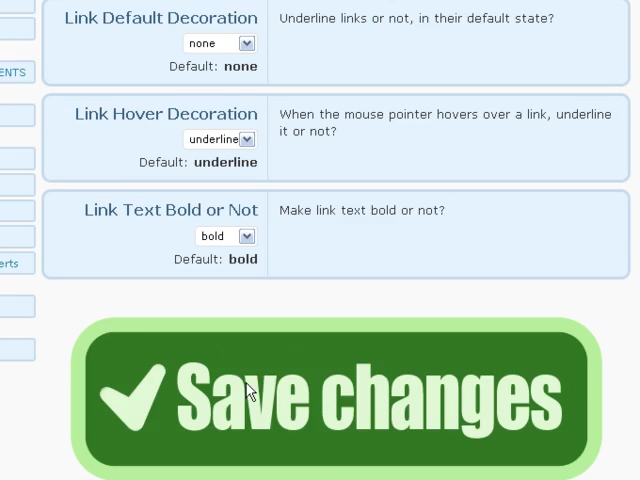 Link Default Decoration
none
Default: none
Underline links or not, in their default state?
ENTS
Link Hover Decoration
underline
Default: underline
When the mouse pointer hovers over a link, underline
it or not?
Link Text Bold or Not
bold
Default: bold
Make link text bold or not?
erts
Save changes